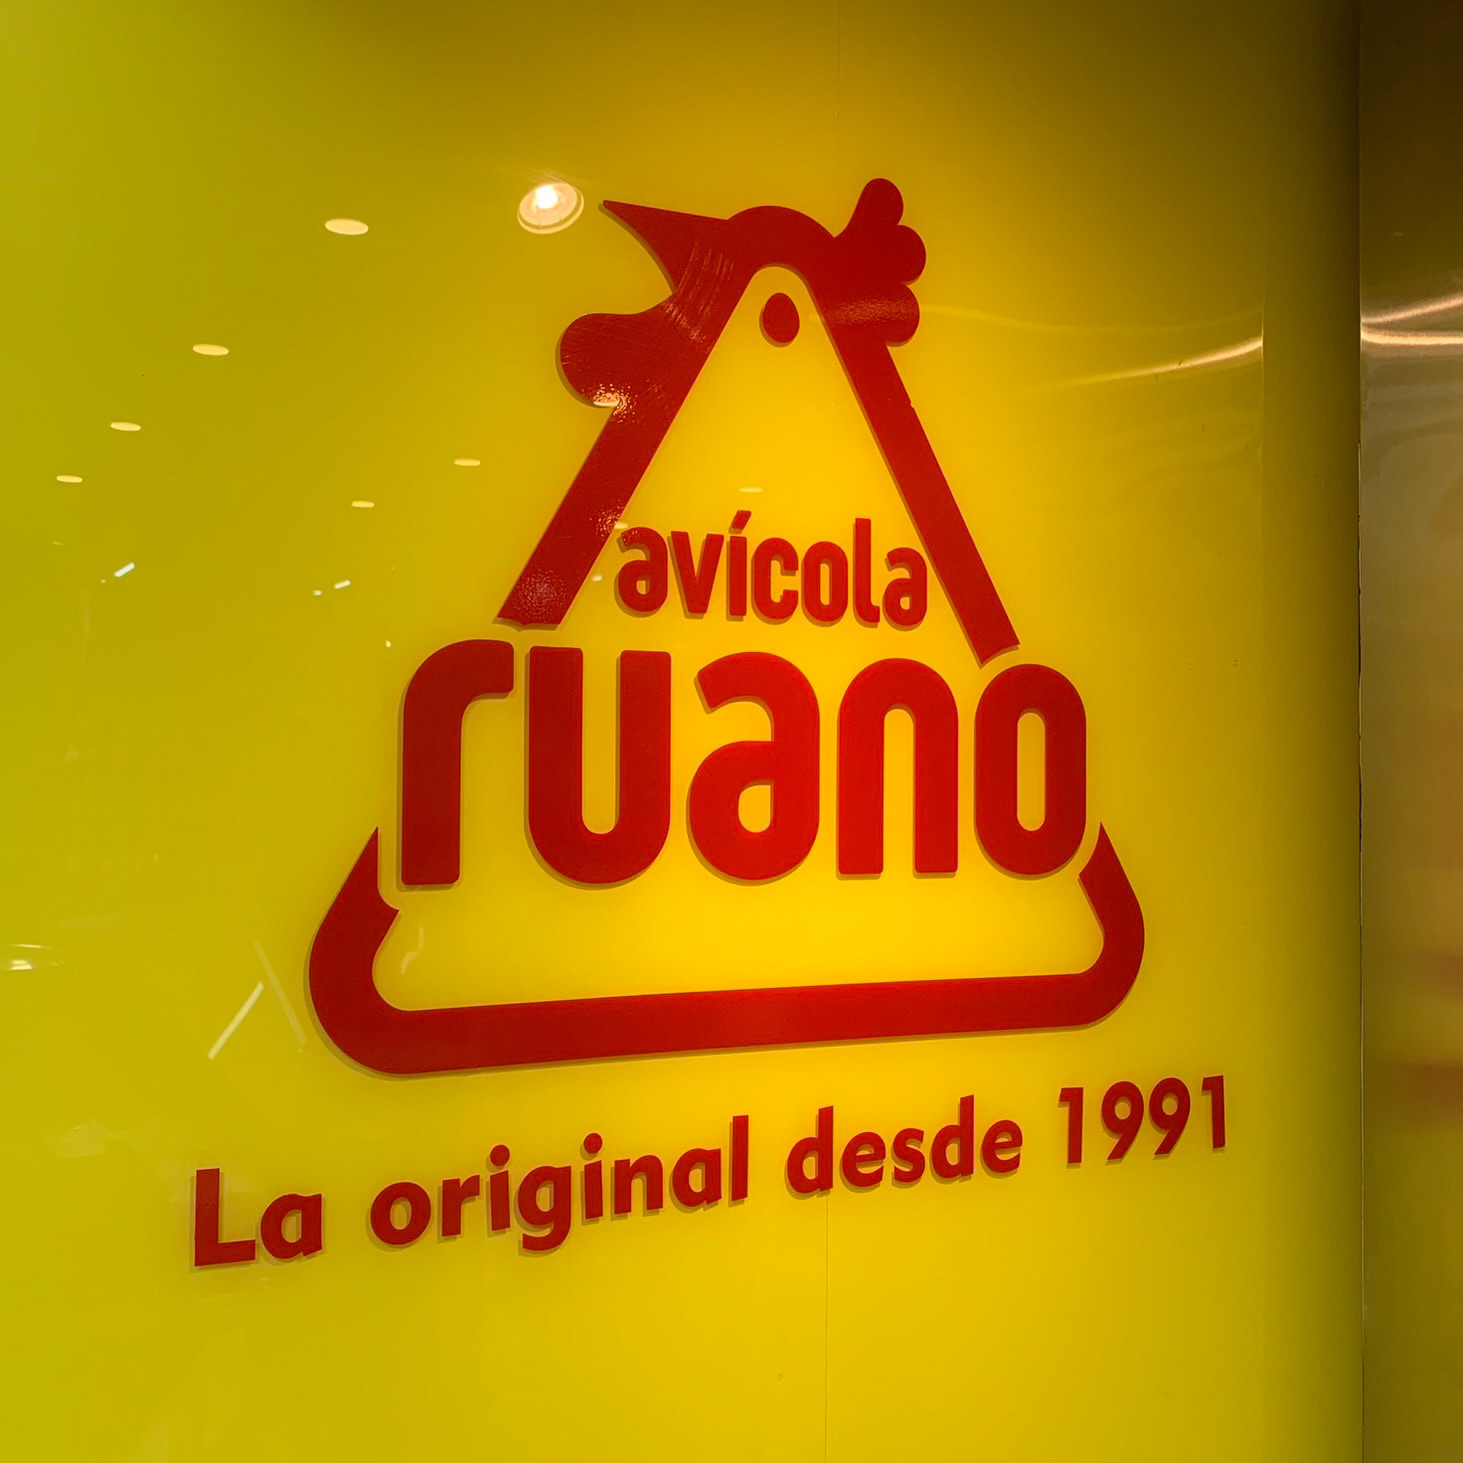 avícola
ruano
La original desde 1991